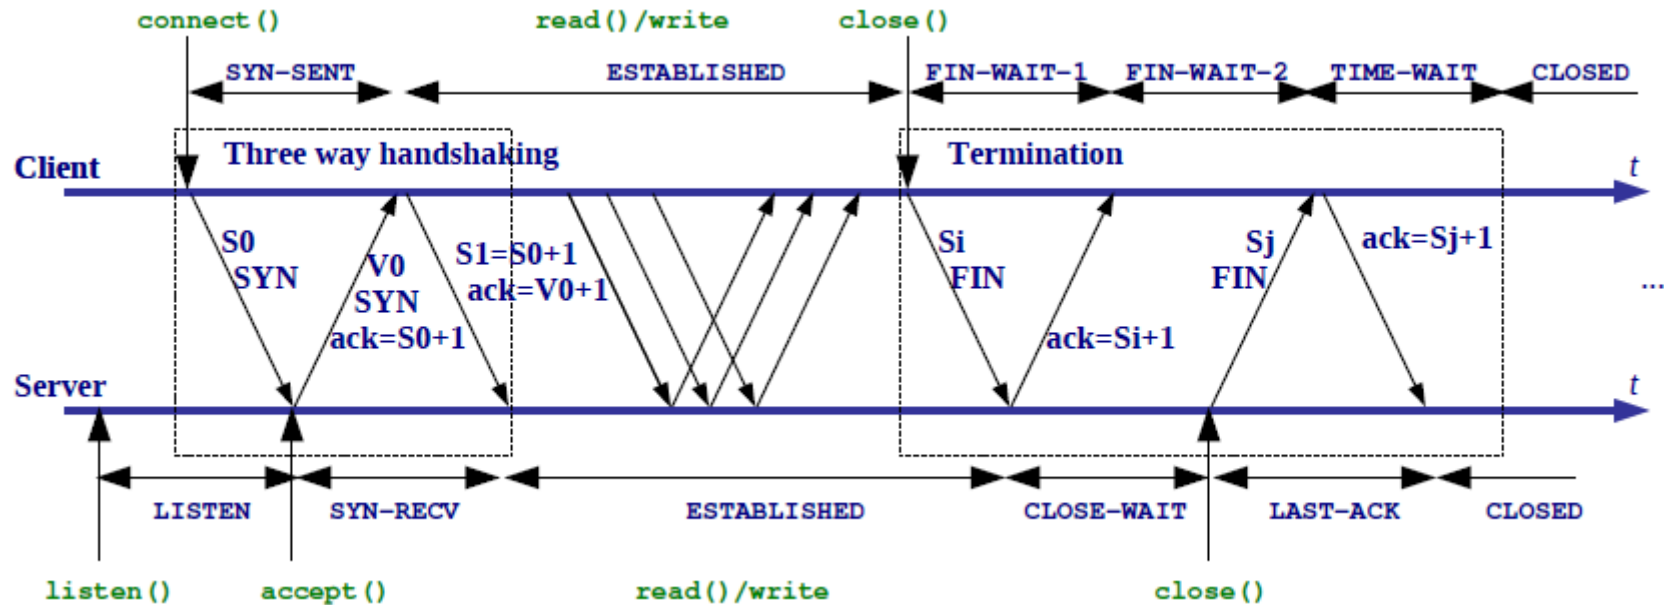 connect()
read()/write
close()
SYN-SENT
ESTABLISHED
FIN-WAIT-1
FIN-WAIT-2
TIME-WAIT
CLOSED
Three way handshaking
Termination
Client
t
S0
SYN
V0
SYN
ack=S0+1
S1=S0+1
ack=V0+1
Si
FIN
ack=Si+1
Sj
FIN
ack=Sj+1
...
Server
t
LISTEN
SYN-RECV
ESTABLISHED
CLOSE-WAIT
LAST-ACK
CLOSED
listen()
accept()
read()/write
close()